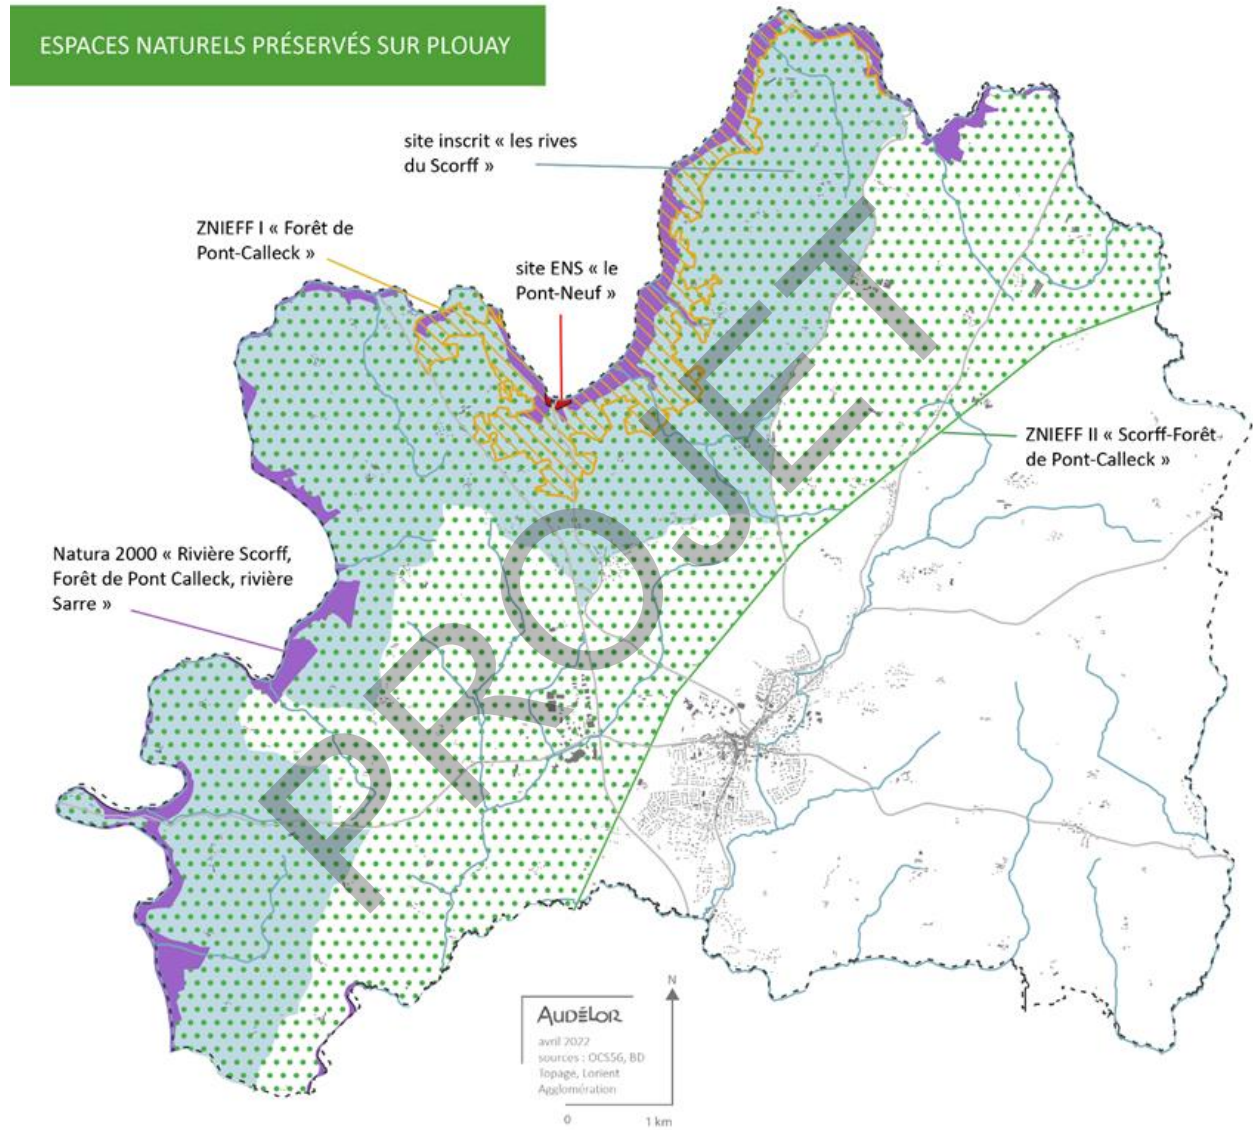 ESPACES NATURELS PRÉSERVÉS SUR PLOUAY
site inscrit « les rives
du Scorff »
ZNIEFF I « Forêt de
Pont-Calleck »
site ENS « le
Pont-Neuf »
ZNIEFF II « Scorff-Forêt
de Pont-Calleck »
Natura 2000 « Rivière Scorff,
Forêt de Pont Calleck, rivière
Sarre »
PROJET
N
AUDÉLOR
avril 2022
sources : OCS56, BD
Topage, Lorient
Agglomération
0 1 km